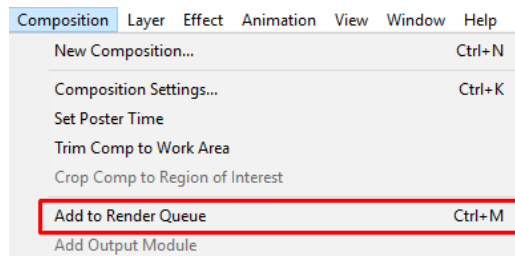 Composition Layer Effect Animation View Window Help
New Composition... Ctrl+N
Composition Settings... Ctrl+K
Set Poster Time
Trim Comp to Work Area
Crop Comp to Region of Interest
Add to Render Queue Ctrl+M
Add Output Module